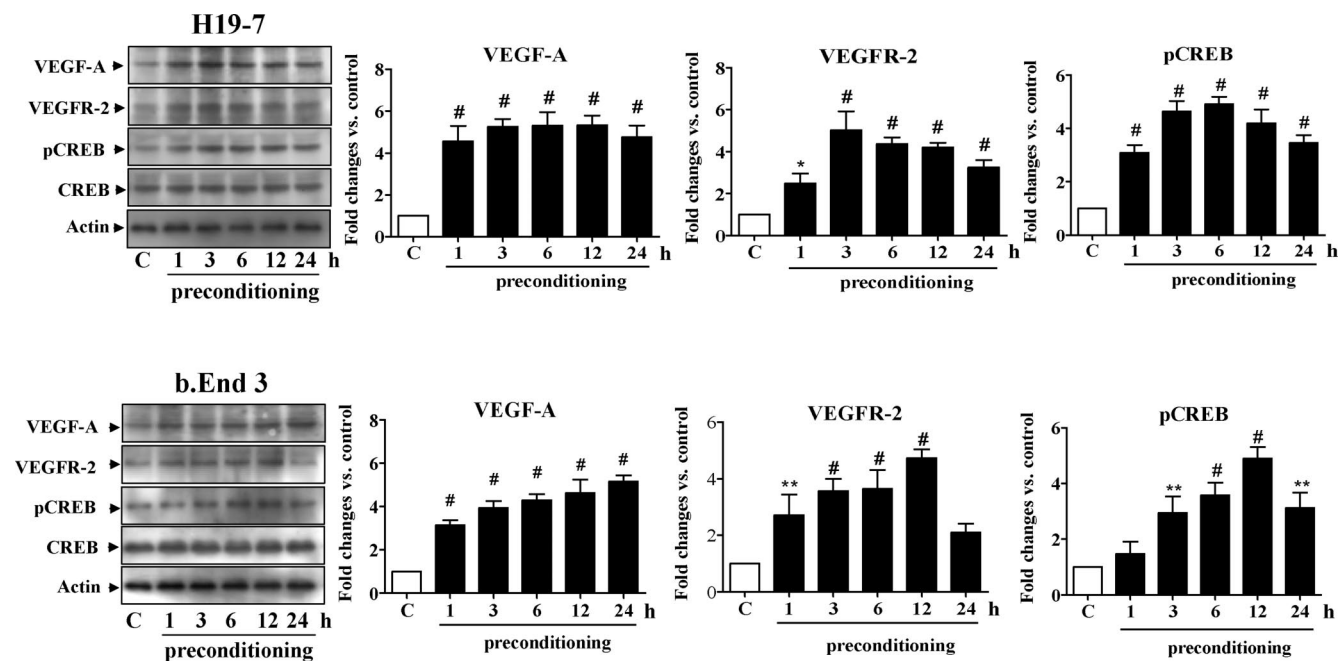 H19-7
VEGF-A
VEGFR-2
pCREB
CREB
Actin
C 1 3 6 12 24 h
preconditioning
VEGF-A
Fold changes vs. control
8
6
4
2
0
# # # # #
C 1 3 6 12 24 h
preconditioning
VEGFR-2
Fold changes vs. control
8
6
4
2
0
* # # # #
C 1 3 6 12 24 h
preconditioning
pCREB
Fold changes vs. control
6
4
2
0
# # # # #
C 1 3 6 12 24 h
preconditioning
b.End 3
VEGF-A
VEGFR-2
pCREB
CREB
Actin
C 1 3 6 12 24 h
preconditioning
VEGF-A
Fold changes vs. control
8
6
4
2
0
# # # # #
C 1 3 6 12 24 h
preconditioning
VEGFR-2
Fold changes vs. control
6
4
2
0
** # # #
C 1 3 6 12 24 h
preconditioning
pCREB
Fold changes vs. control
6
4
2
0
** # # **
C 1 3 6 12 24 h
preconditioning